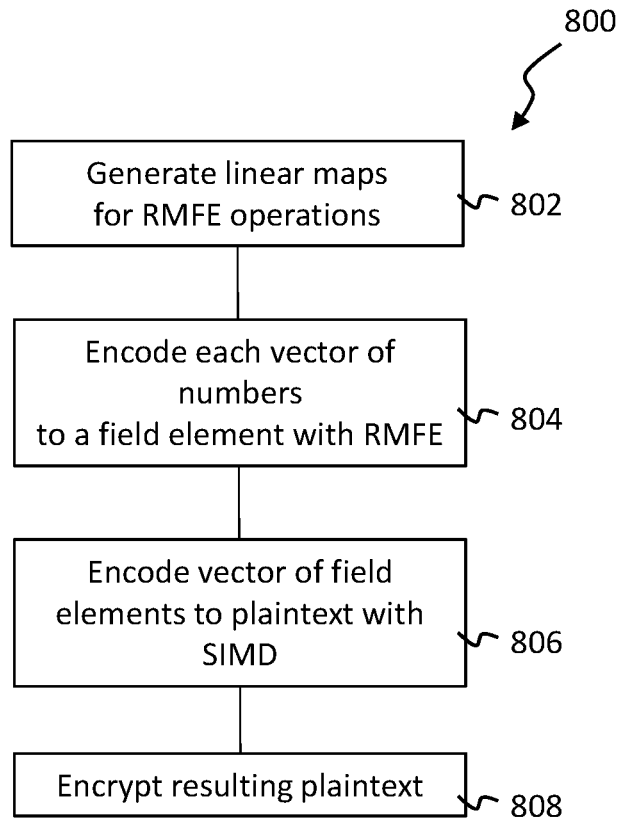 800
Generate linear maps
for RMFE operations
802
Encode each vector of
numbers
to a field element with RMFE
804
Encode vector of field
elements to plaintext with
SIMD
806
Encrypt resulting plaintext
808